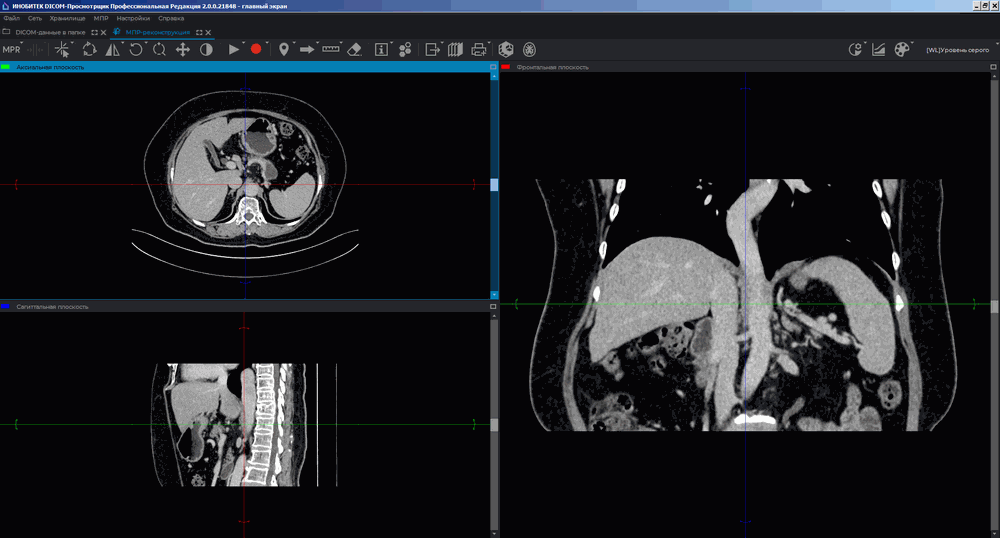 ИНОБИТЕК DICOM-Просмотрщик Профессиональная Редакция 2.0.0.21848 - главный экран
Файл Сеть Хранилище МПР Настройки Справка
DICOM-данные в папке МПР-реконструкция
MPR [WL]Уровень серого
Аксиальная плоскость
Фронтальная плоскость
Сагиттальная плоскость